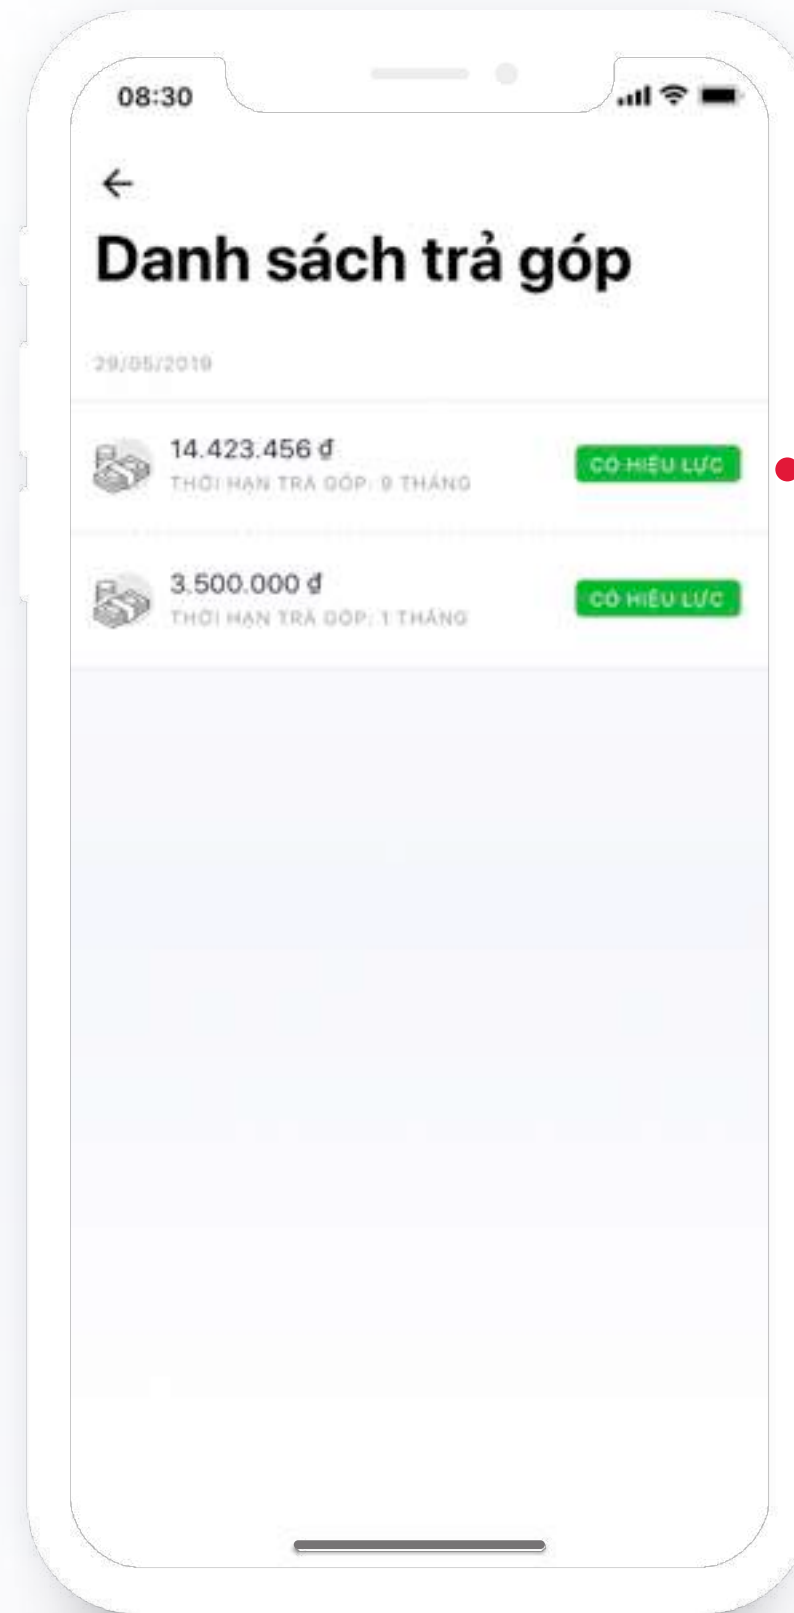 08:30
Danh sách trả góp
29/05/2019
14.423.456 ₫
THỜI HẠN TRẢ GÓP: 9 THÁNG
CÓ HIỆU LỰC
3.500.000 ₫
THỜI HẠN TRẢ GÓP: 1 THÁNG
CÓ HIỆU LỰC